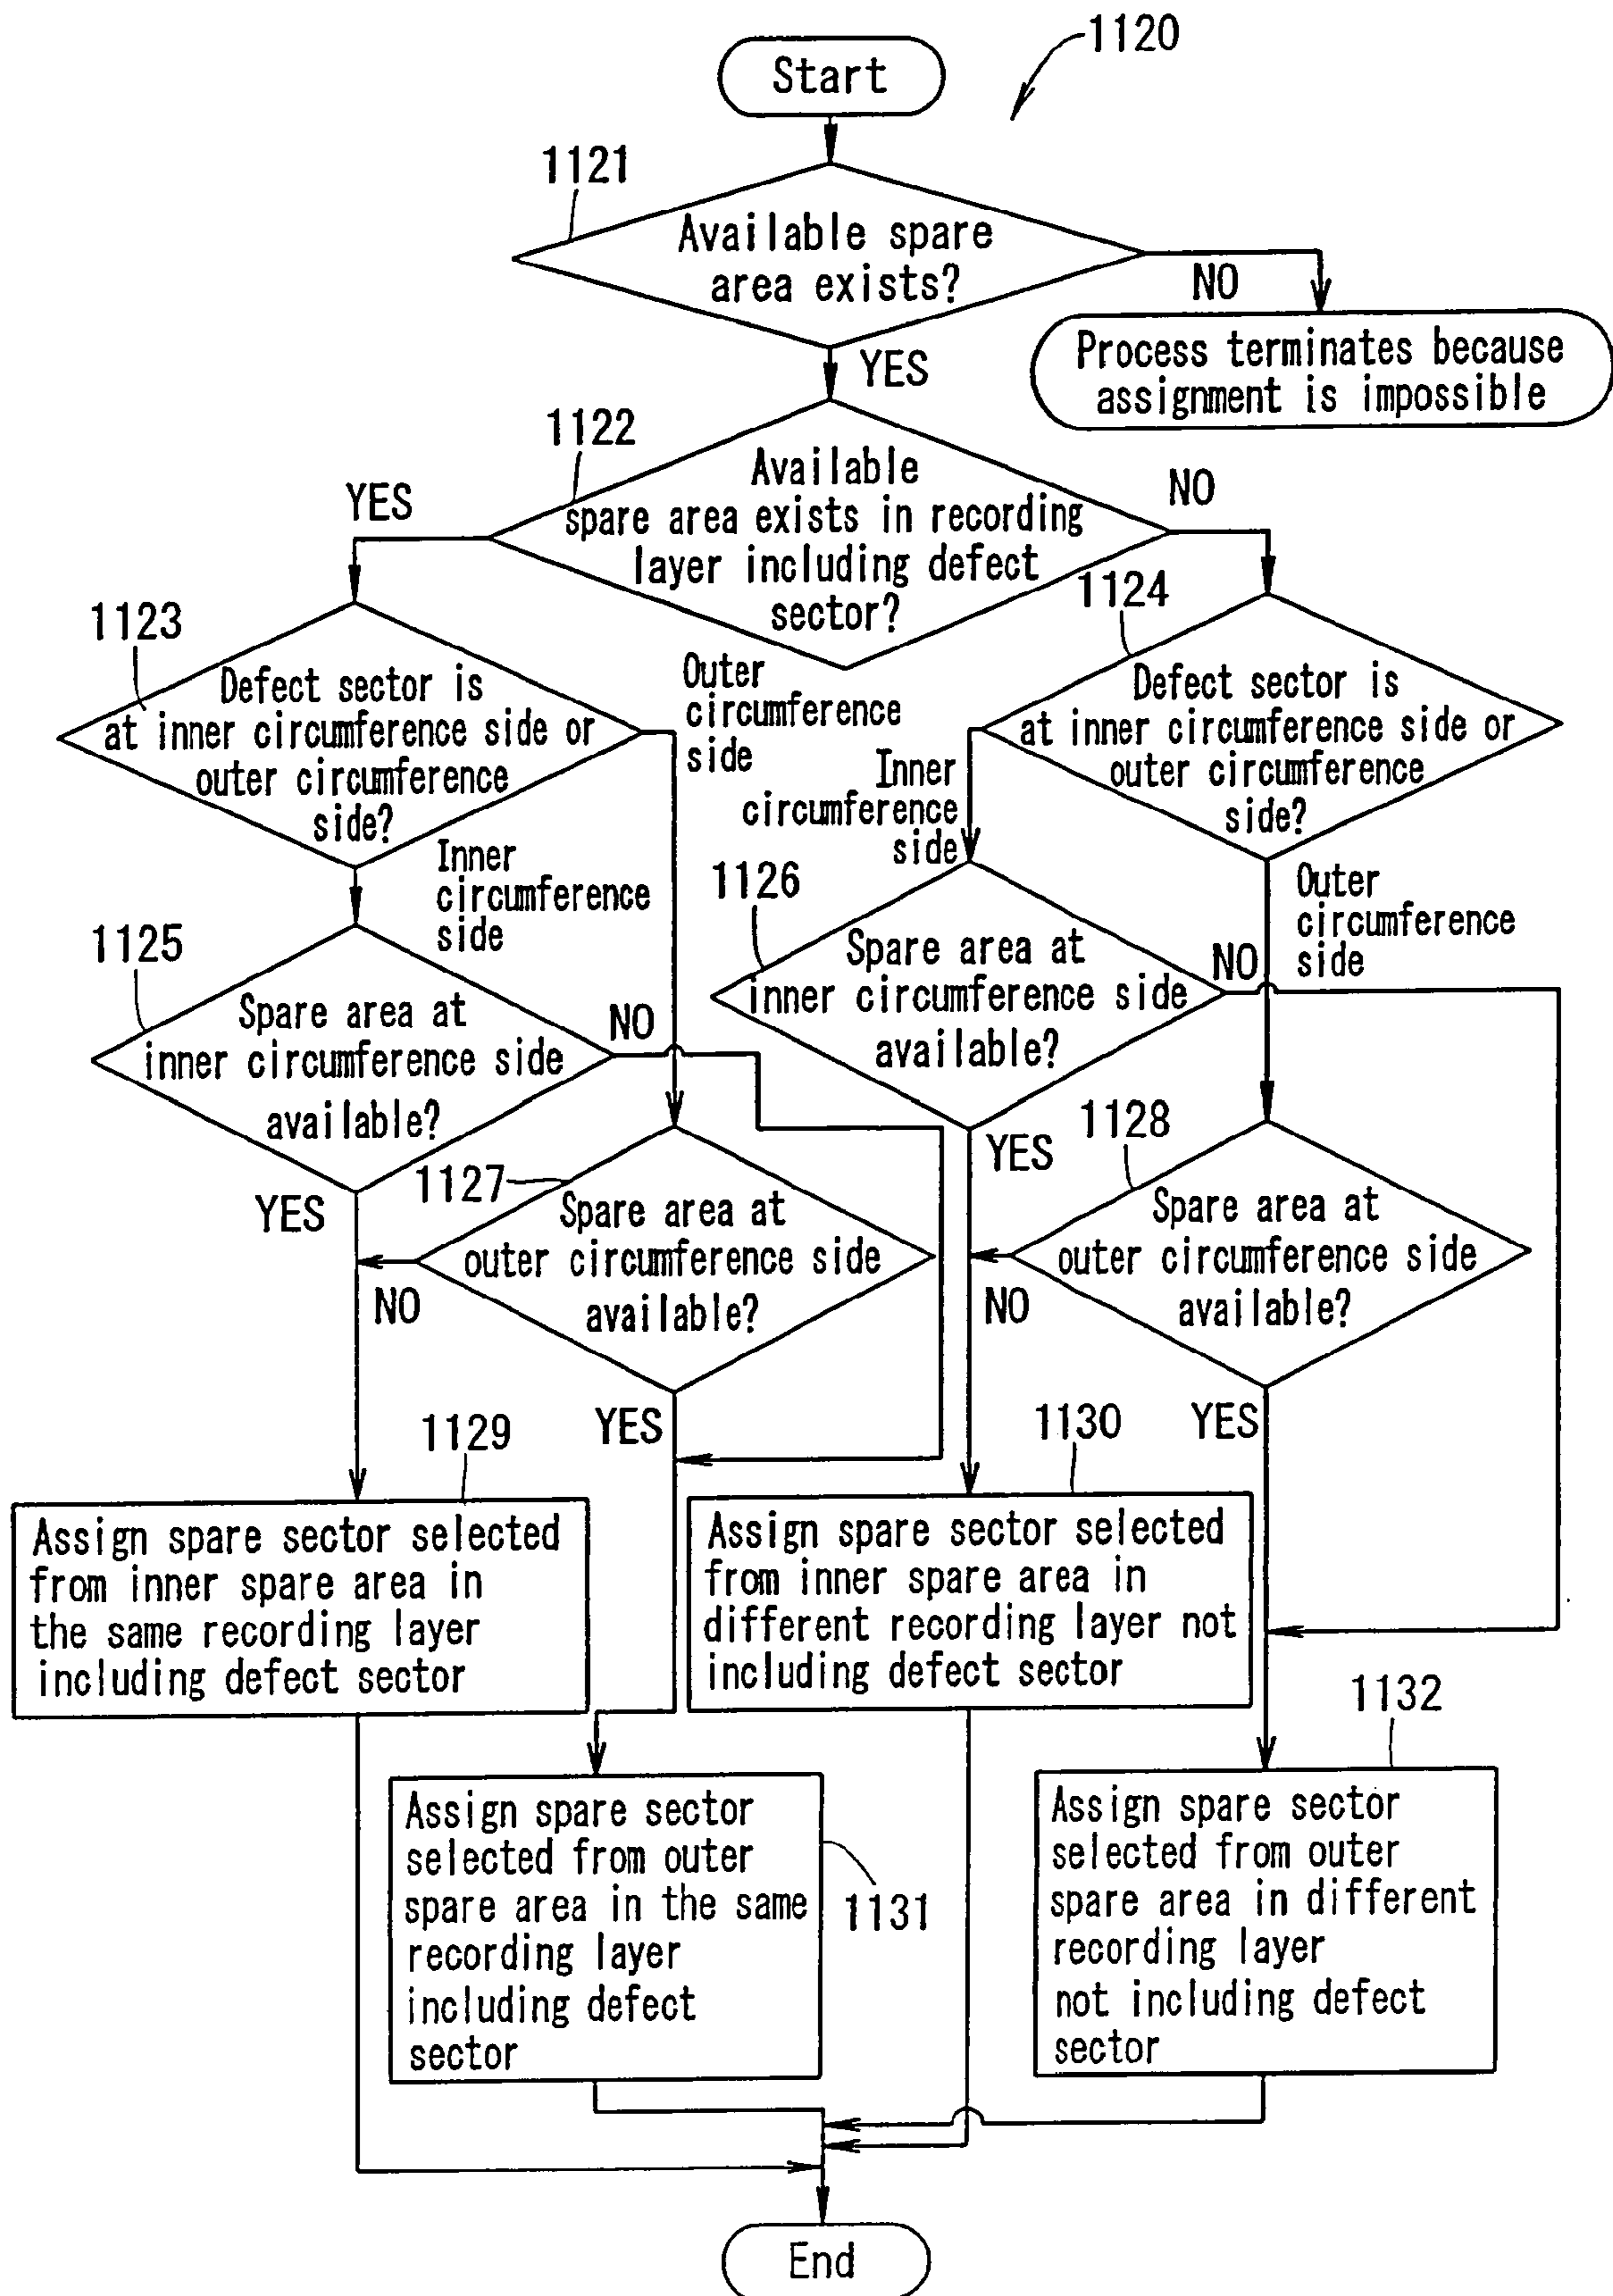 1120
Start
1121
Available spare
area exists?
NO
Process terminates because
assignment is impossible
YES
1122
Available
spare area exists in recording
layer including defect
sector?
YES
NO
1123
Defect sector is
at inner circumference side or
outer circumference
side?
Outer
circumference
side
1124
Defect sector is
at inner circumference side or
outer circumference
side?
Inner
circumference
side
Inner
circumference
side
Outer
circumference
side
1125
Spare area at
inner circumference side
available?
NO
YES
1126
Spare area at
inner circumference side
available?
NO
YES
1127
Spare area at
outer circumference side
available?
NO
YES
1128
Spare area at
outer circumference side
available?
NO
YES
1129
Assign spare sector selected
from inner spare area in
the same recording layer
including defect sector
1130
Assign spare sector selected
from inner spare area in
different recording layer not
including defect sector
1131
Assign spare sector
selected from outer
spare area in the same
recording layer
including defect
sector
1132
Assign spare sector
selected from outer
spare area in different
recording layer
not including defect
sector
End